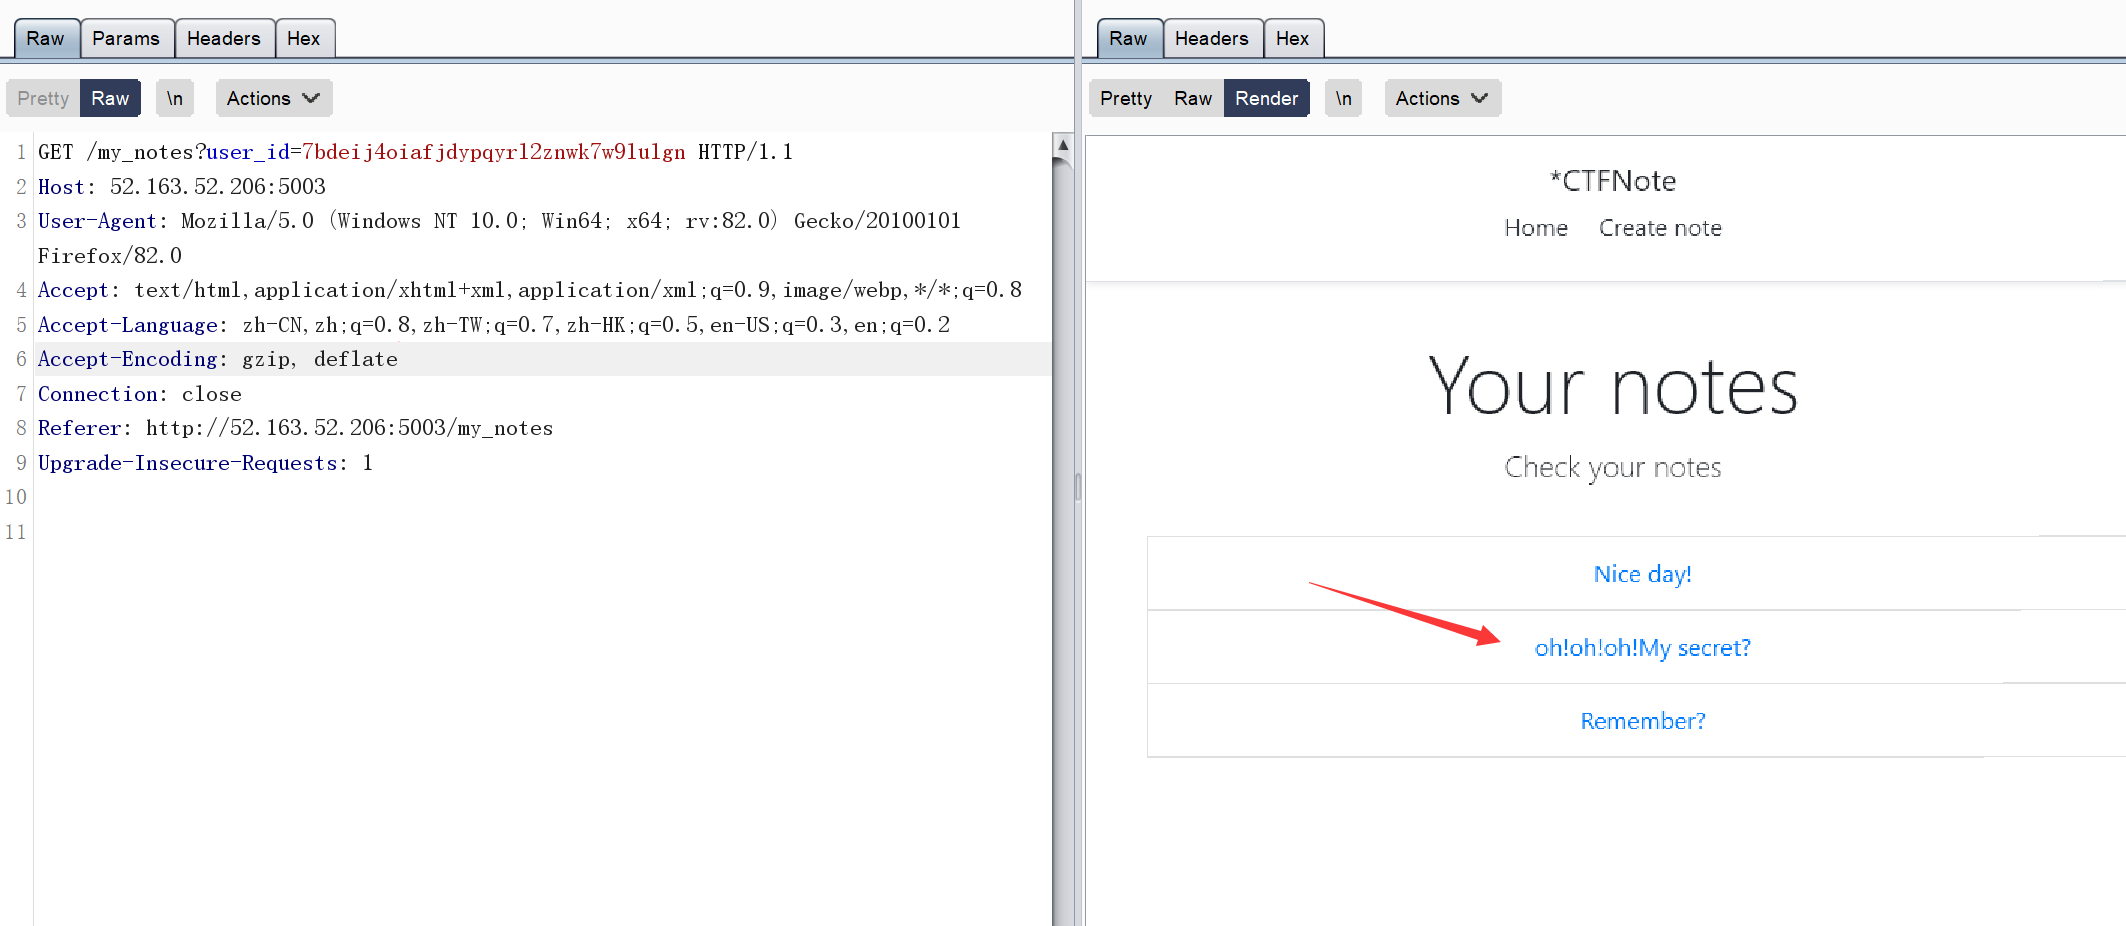 Raw Params Headers Hex
Pretty Raw \n Actions
1 GET /my_notes?user_id=7bdeij4oiafjdypqyrl2znwk7w9lulgn HTTP/1.1
2 Host: 52.163.52.206:5003
3 User-Agent: Mozilla/5.0 (Windows NT 10.0; Win64; x64; rv:82.0) Gecko/20100101
Firefox/82.0
4 Accept: text/html,application/xhtml+xml,application/xml;q=0.9,image/webp,*/*;q=0.8
5 Accept-Language: zh-CN,zh;q=0.8,zh-TW;q=0.7,zh-HK;q=0.5,en-US;q=0.3,en;q=0.2
6 Accept-Encoding: gzip, deflate
7 Connection: close
8 Referer: http://52.163.52.206:5003/my_notes
9 Upgrade-Insecure-Requests: 1
10
11
Raw Headers Hex
Pretty Raw Render \n Actions
*CTFNote
Home Create note
Your notes
Check your notes
Nice day!
oh!oh!oh!My secret?
Remember?